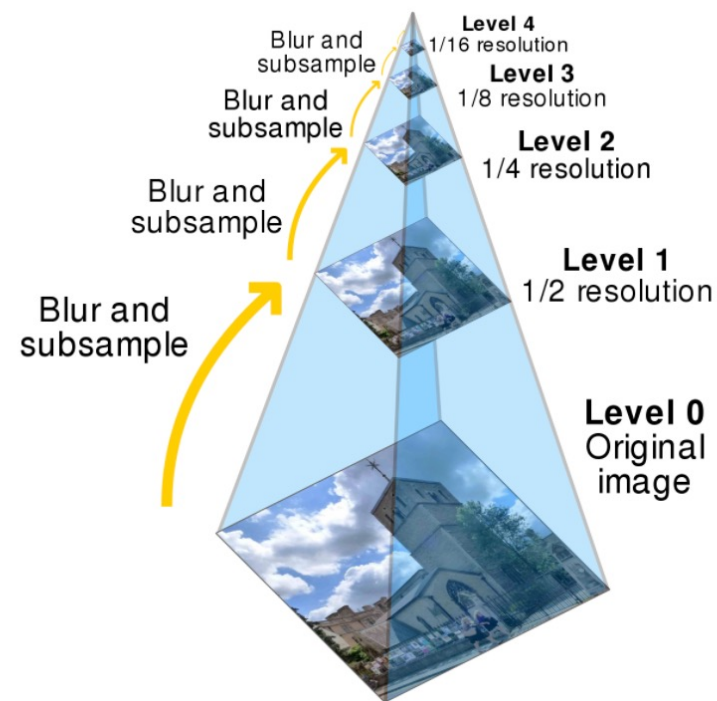 Level 4
1/16 resolution
Blur and
subsample
Level 3
1/8 resolution
Blur and
subsample
Level 2
1/4 resolution
Blur and
subsample
Level 1
1/2 resolution
Blur and
subsample
Level 0
Original
image